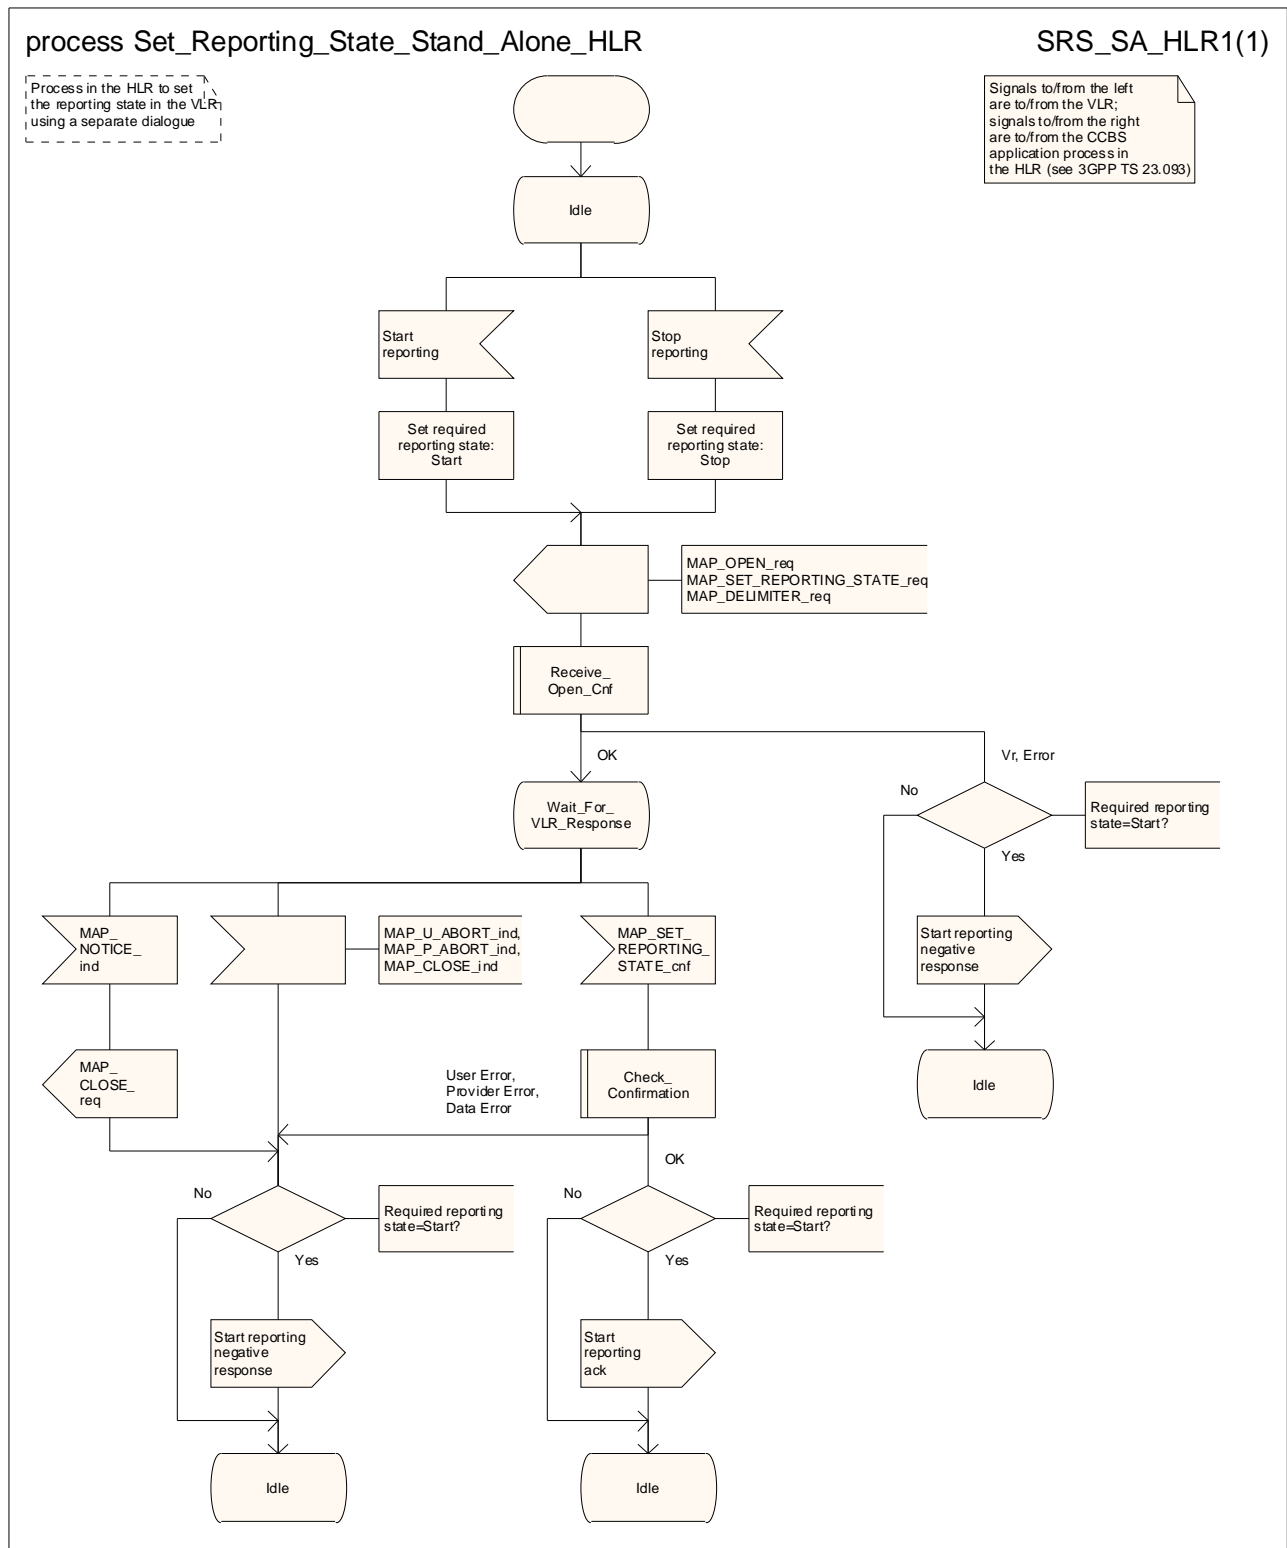 process Set_Reporting_State_Stand_Alone_HLR
SRS_SA_HLR1(1)
Process in the HLR to set
the reporting state in the VLR
using a separate dialogue
Signals to/from the left
are to/from the VLR;
signals to/from the right
are to/from the CCBS
application process in
the HLR (see 3GPP TS 23.093)
Idle
Start
reporting
Stop
reporting
Set required
reporting state:
Start
Set required
reporting state:
Stop
MAP_OPEN_req
MAP_SET_REPORTING_STATE_req
MAP_DELIMITER_req
Receive_
Open_Cnf
OK
Vr, Error
Wait_For_
VLR_Response
No
Required reporting
state=Start?
Yes
MAP_
NOTICE_
ind
MAP_U_ABORT_ind,
MAP_P_ABORT_ind,
MAP_CLOSE_ind
MAP_SET_
REPORTING_
STATE_cnf
Start reporting
negative
response
MAP_
CLOSE_
req
User Error,
Provider Error,
Data Error
Check_
Confirmation
Idle
OK
No
Required reporting
state=Start?
Yes
No
Required reporting
state=Start?
Yes
Start reporting
negative
response
Start
reporting
ack
Idle
Idle